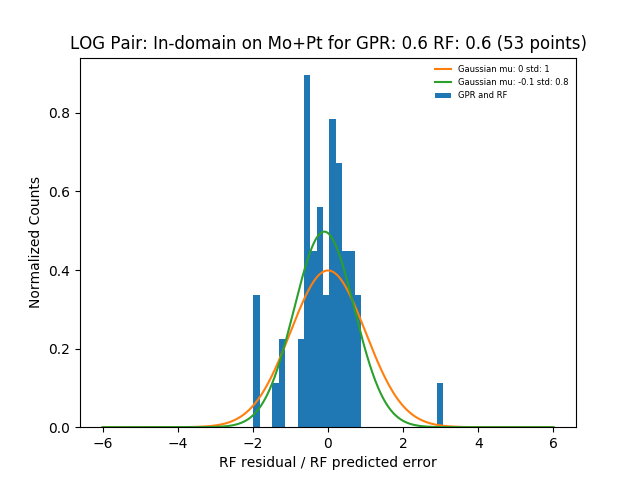 LOG Pair: In-domain on Mo+Pt for GPR: 0.6 RF: 0.6 (53 points)
Gaussian mu: 0 std: 1
Gaussian mu: -0.1 std: 0.8
GPR and RF
Normalized Counts
0.8
0.6
0.4
0.2
0.0
−6 −4 −2 0 2 4 6
RF residual / RF predicted error